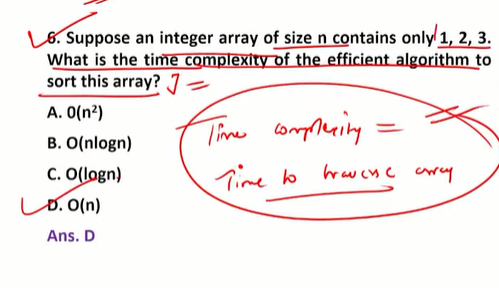 6. Suppose an integer array of size n contains only 1, 2, 3.
What is the time complexity of the efficient algorithm to
sort this array?
A. 0(n²)
B. O(nlogn)
C. O(logn)
D. O(n)
Ans. D
Time complexity =
Time to traverse array